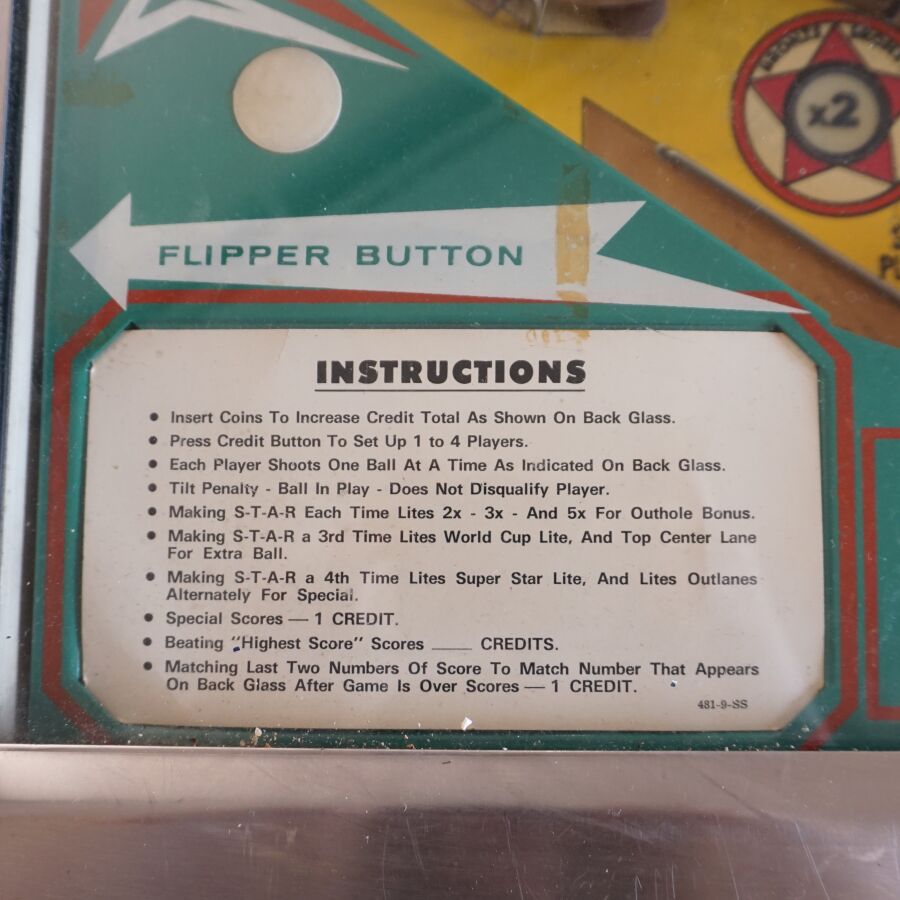 x2
FLIPPER BUTTON
INSTRUCTIONS
• Insert Coins To Increase Credit Total As Shown On Back Glass.
• Press Credit Button To Set Up 1 to 4 Players.
• Each Player Shoots One Ball At A Time As Indicated On Back Glass.
• Tilt Penalty - Ball In Play - Does Not Disqualify Player.
• Making S-T-A-R Each Time Lites 2x - 3x - And 5x For Outhole Bonus.
• Making S-T-A-R a 3rd Time Lites World Cup Lite, And Top Center Lane
For Extra Ball.
• Making S-T-A-R a 4th Time Lites Super Star Lite, And Lites Outlanes
Alternately For Special.
• Special Scores — 1 CREDIT.
• Beating "Highest Score" Scores ____ CREDITS.
• Matching Last Two Numbers Of Score To Match Number That Appears
On Back Glass After Game Is Over Scores — 1 CREDIT.
481-9-SS